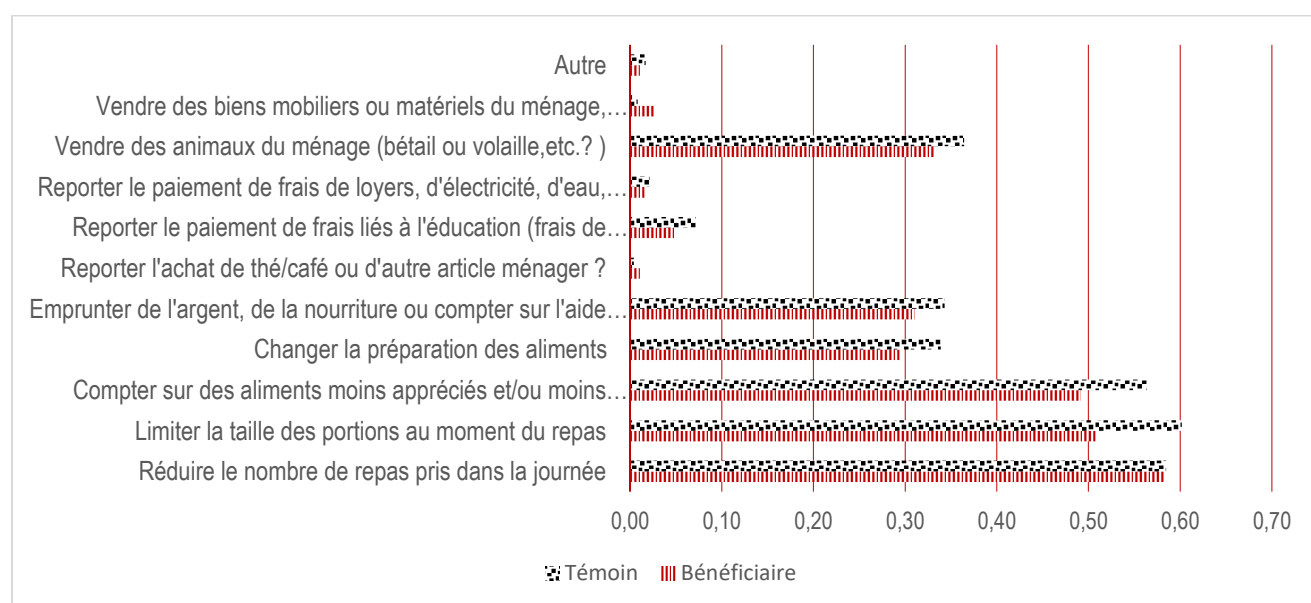 Autre
Vendre des biens mobiliers ou matériels du ménage,…
Vendre des animaux du ménage (bétail ou volaille,etc.? )
Reporter le paiement de frais de loyers, d'électricité, d'eau,…
Reporter le paiement de frais liés à l'éducation (frais de…
Reporter l'achat de thé/café ou d'autre article ménager ?
Emprunter de l'argent, de la nourriture ou compter sur l'aide…
Changer la préparation des aliments
Compter sur des aliments moins appréciés et/ou moins…
Limiter la taille des portions au moment du repas
Réduire le nombre de repas pris dans la journée
0,00 0,10 0,20 0,30 0,40 0,50 0,60 0,70
Témoin Bénéficiaire